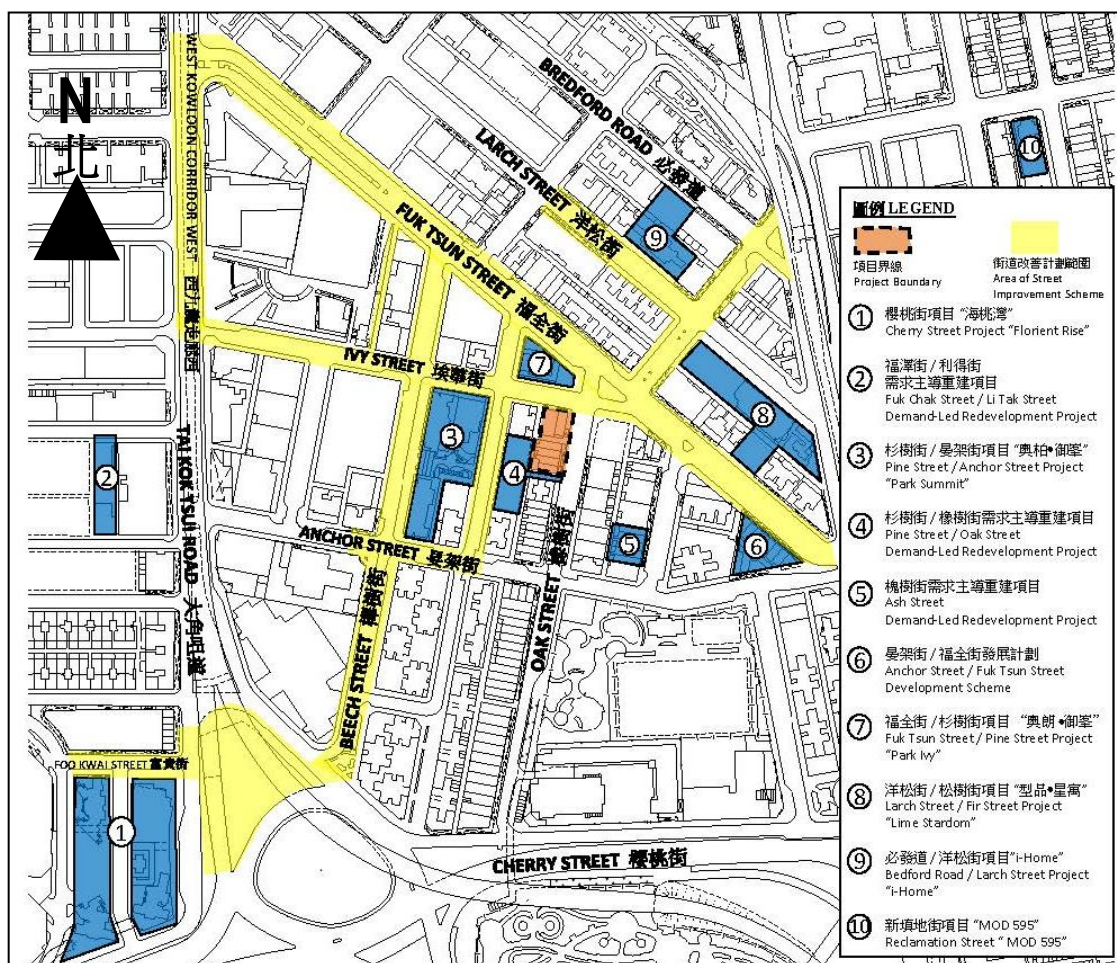 N
北
WEST KOWLOON CORRIDOR WEST 西九龍走廊西
BREDFORD ROAD 必發道
LARCH STREET 洋松街
FUK TSUN STREET 福全街
IVY STREET 埃華街
TAI KOK TSUI ROAD 大角咀道
ANCHOR STREET 晏架街
BEECH STREET 櫸樹街
OAK STREET 橡樹街
FOO KWAI STREET 富貴街
CHERRY STREET 櫻桃街
1
2
3
4
5
6
7
8
9
10
圖例 LEGEND
項目界線
Project Boundary
街道改善計劃範圍
Area of Street
Improvement Scheme
① 櫻桃街項目 “海桃灣”
Cherry Street Project “Florient Rise”
② 福澤街 / 利得街
需求主導重建項目
Fuk Chak Street / Li Tak Street
Demand-Led Redevelopment Project
③ 杉樹街 / 晏架街項目 “奧柏•御峯”
Pine Street / Anchor Street Project
“Park Summit”
④ 杉樹街 / 橡樹街需求主導重建項目
Pine Street / Oak Street
Demand-Led Redevelopment Project
⑤ 槐樹街需求主導重建項目
Ash Street
Demand-Led Redevelopment Project
⑥ 晏架街 / 福全街發展計劃
Anchor Street / Fuk Tsun Street
Development Scheme
⑦ 福全街 / 杉樹街項目 “奧朗•御峯”
Fuk Tsun Street / Pine Street Project
“Park Ivy”
⑧ 洋松街 / 松樹街項目 “型品•星寓”
Larch Street / Fir Street Project
“Lime Stardom”
⑨ 必發道 / 洋松街項目“i-Home”
Bedford Road / Larch Street Project
“i-Home”
⑩ 新填地街項目 “MOD 595”
Reclamation Street “ MOD 595”